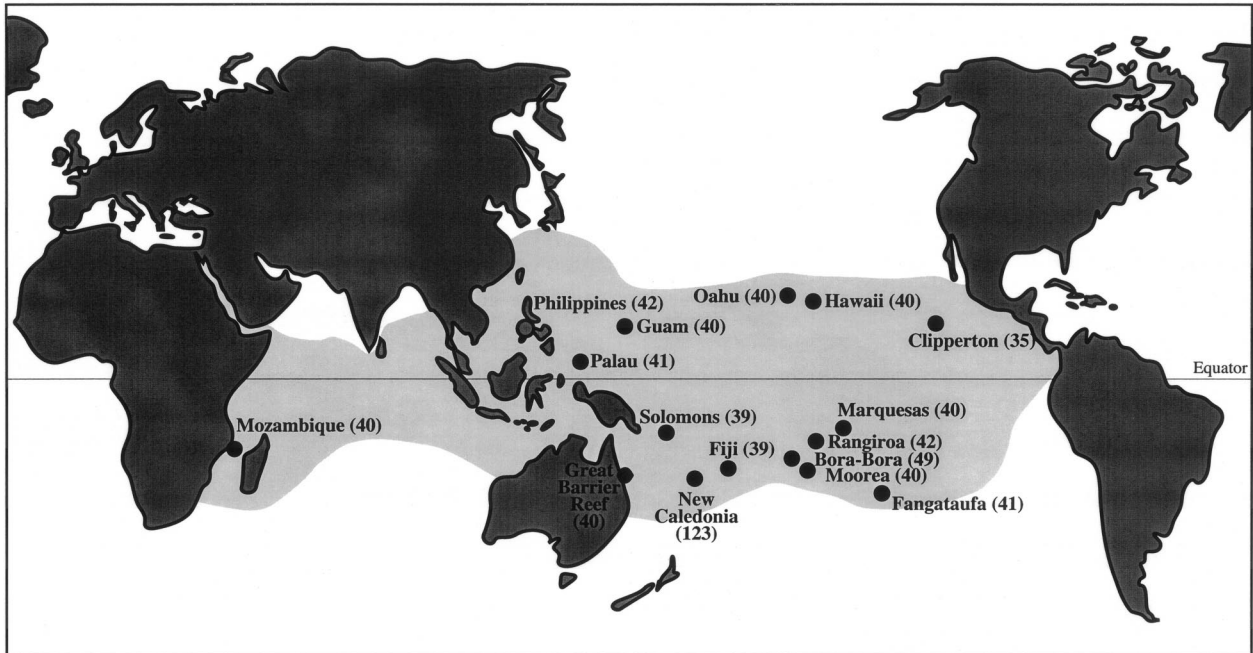 Philippines (42)
Oahu (40)
Hawaii (40)
Guam (40)
Clipperton (35)
Palau (41)
Equator
Mozambique (40)
Solomons (39)
Marquesas (40)
Rangiroa (42)
Fiji (39)
Bora-Bora (49)
Moorea (40)
Great
Barrier
Reef
(40)
New
Caledonia
(123)
Fangataufa (41)